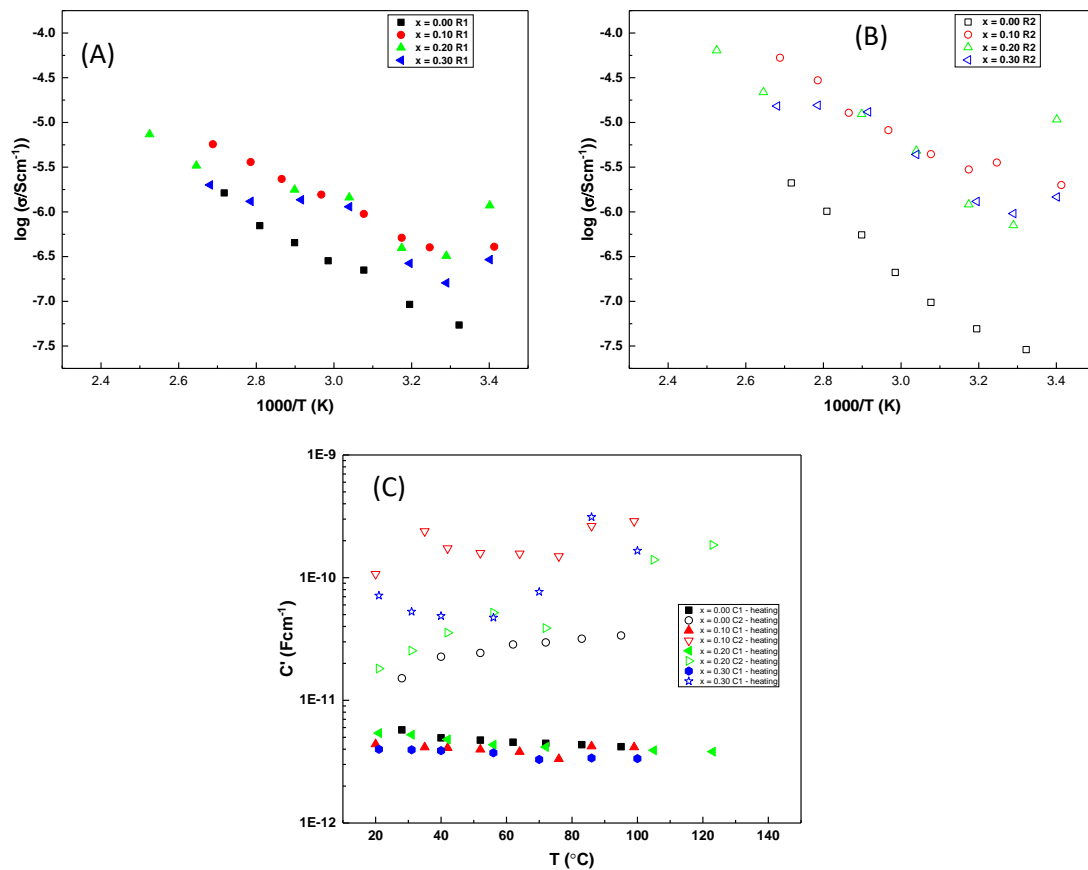 (A)
x = 0.00 R1
x = 0.10 R1
x = 0.20 R1
x = 0.30 R1
-4.0
-4.5
-5.0
-5.5
-6.0
-6.5
-7.0
-7.5
log (σ/Scm⁻¹))
2.4 2.6 2.8 3.0 3.2 3.4
1000/T (K)
(B)
x = 0.00 R2
x = 0.10 R2
x = 0.20 R2
x = 0.30 R2
-4.0
-4.5
-5.0
-5.5
-6.0
-6.5
-7.0
-7.5
log (σ/Scm⁻¹))
2.4 2.6 2.8 3.0 3.2 3.4
1000/T (K)
(C)
1E-9
1E-10
1E-11
1E-12
C' (Fcm⁻¹)
x = 0.00 C1 - heating
x = 0.00 C2 - heating
x = 0.10 C1 - heating
x = 0.10 C2 - heating
x = 0.20 C1 - heating
x = 0.20 C2 - heating
x = 0.30 C1 - heating
x = 0.30 C2 - heating
20 40 60 80 100 120 140
T (°C)